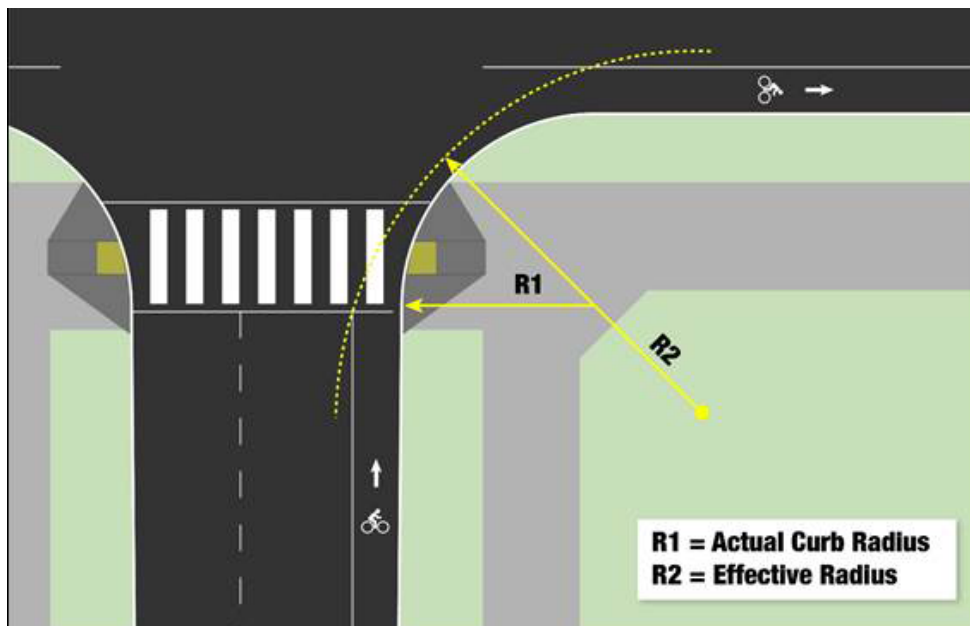 R1
R2
R1 = Actual Curb Radius
R2 = Effective Radius